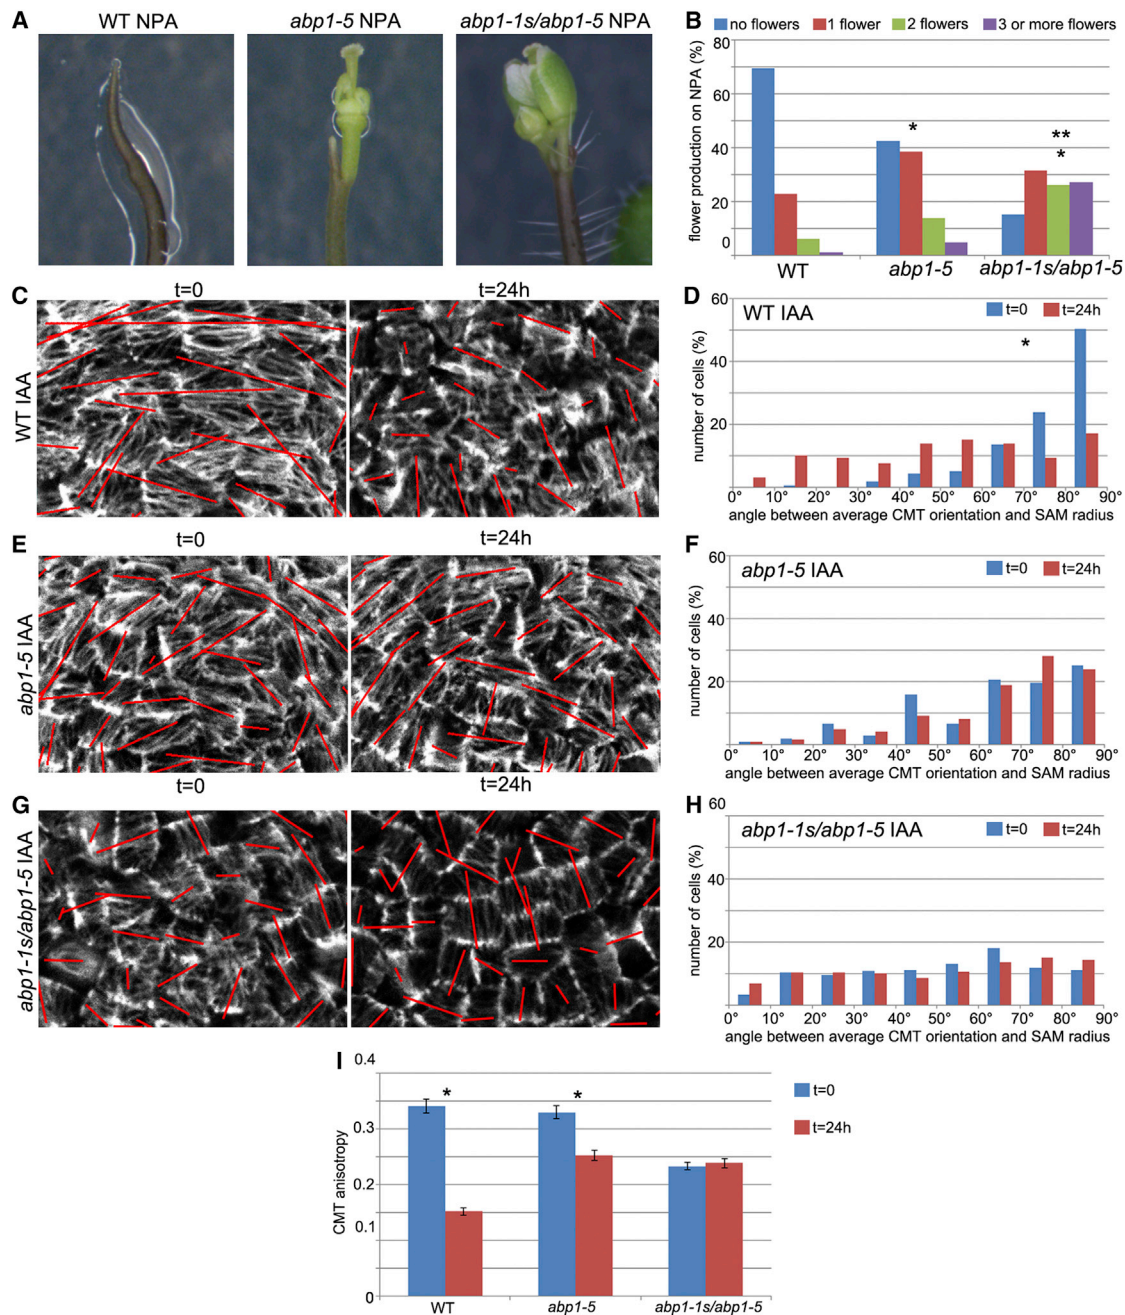 A WT NPA abp1-5 NPA abp1-1s/abp1-5 NPA
B no flowers 1 flower 2 flowers 3 or more flowers
flower production on NPA (%)
80
60
40
20
0
*
**
*
WT abp1-5 abp1-1s/abp1-5
C t=0 t=24h
WT IAA
D WT IAA t=0 t=24h
*
number of cells (%)
60
40
20
0° 10° 20° 30° 40° 50° 60° 70° 80° 90°
angle between average CMT orientation and SAM radius
E t=0 t=24h
abp1-5 IAA
F abp1-5 IAA t=0 t=24h
number of cells (%)
60
40
20
0° 10° 20° 30° 40° 50° 60° 70° 80° 90°
angle between average CMT orientation and SAM radius
G t=0 t=24h
abp1-1s/abp1-5 IAA
H abp1-1s/abp1-5 IAA t=0 t=24h
number of cells (%)
60
40
20
0° 10° 20° 30° 40° 50° 60° 70° 80° 90°
angle between average CMT orientation and SAM radius
I
CMT anisotropy
0.4
0.3
0.2
0.1
0
* *
t=0
t=24h
WT abp1-5 abp1-1s/abp1-5